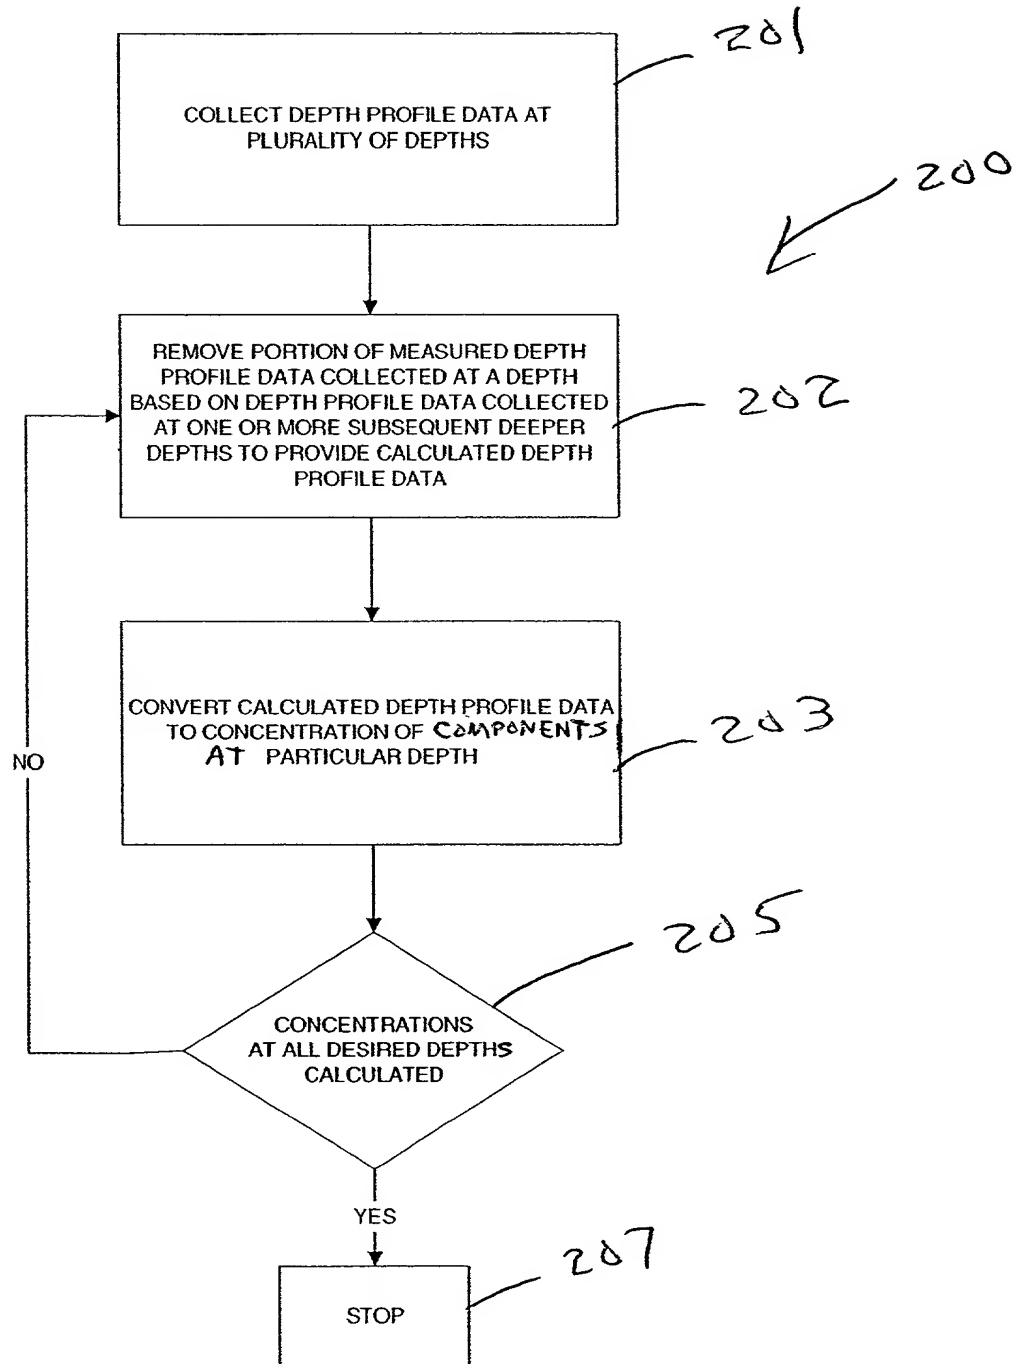 201
COLLECT DEPTH PROFILE DATA AT
PLURALITY OF DEPTHS
200
REMOVE PORTION OF MEASURED DEPTH
PROFILE DATA COLLECTED AT A DEPTH
BASED ON DEPTH PROFILE DATA COLLECTED
AT ONE OR MORE SUBSEQUENT DEEPER
DEPTHS TO PROVIDE CALCULATED DEPTH
PROFILE DATA
202
CONVERT CALCULATED DEPTH PROFILE DATA
TO CONCENTRATION OF COMPONENTS
AT PARTICULAR DEPTH
203
NO
205
CONCENTRATIONS
AT ALL DESIRED DEPTHS
CALCULATED
YES
207
STOP